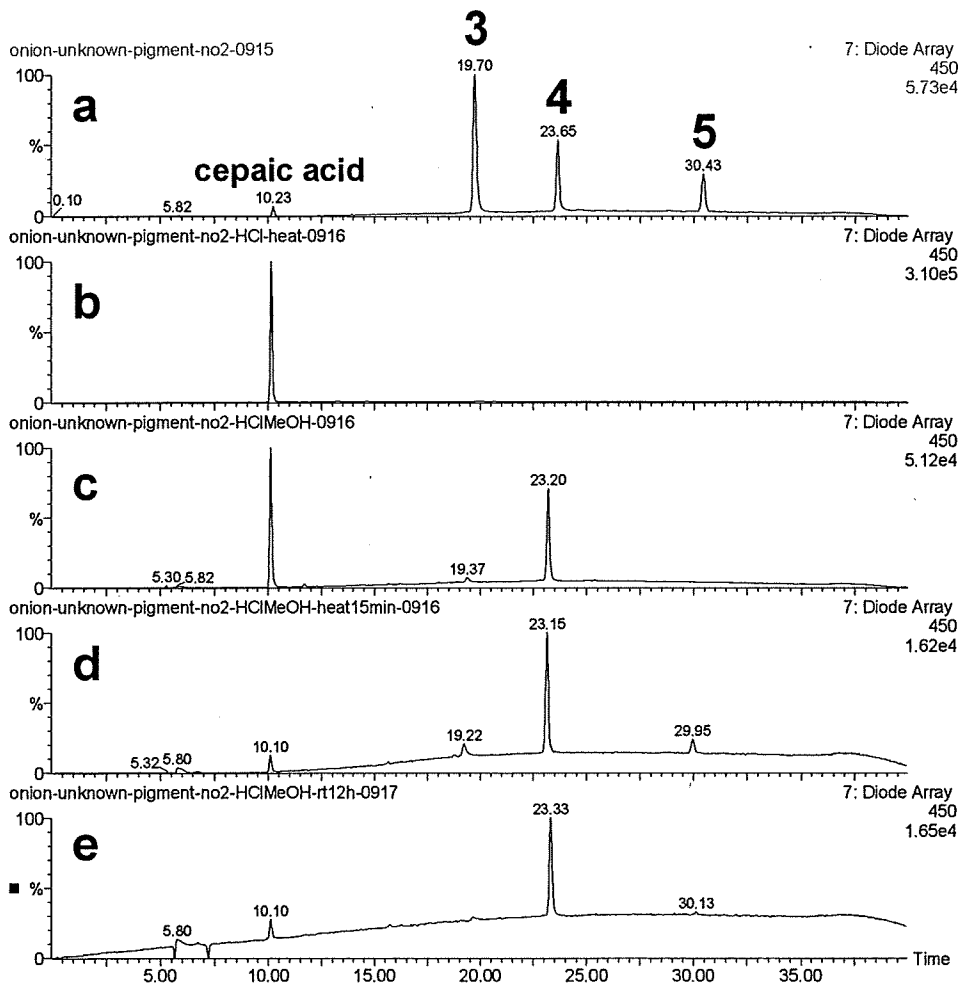 3
onion-unknown-pigment-no2-0915
7: Diode Array
19.70
450
100
5.73e4
a
4
23.65
5
%
cepaic acid
30.43
0.10
5.82
10.23
0
onion-unknown-pigment-no2-HCl-heat-0916
7: Diode Array
450
100
3.10e5
b
%
0
onion-unknown-pigment-no2-HClMeOH-0916
7: Diode Array
450
100
5.12e4
c
23.20
%
5.30
5.82
19.37
0
onion-unknown-pigment-no2-HClMeOH-heat15min-0916
7: Diode Array
450
100
23.15
1.62e4
d
%
19.22
29.95
5.32
5.80
10.10
0
onion-unknown-pigment-no2-HClMeOH-rt12h-0917
7: Diode Array
450
100
23.33
1.65e4
e
%
10.10
30.13
5.80
0
Time
5.00 10.00 15.00 20.00 25.00 30.00 35.00